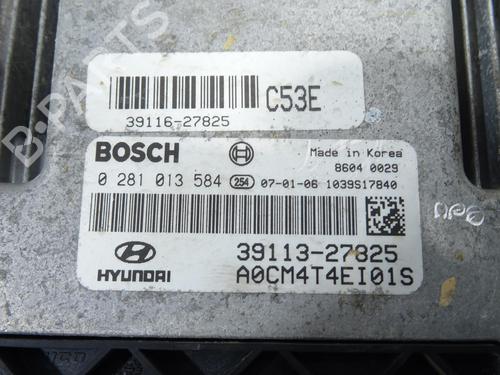 C53E
39116-27825
BOSCH
Made in Korea
8604 0029
0 281 013 584 254 07-01-06 1039S17840
39113-27825
HYUNDAI
A0CM4T4EI01S
B-PARTS